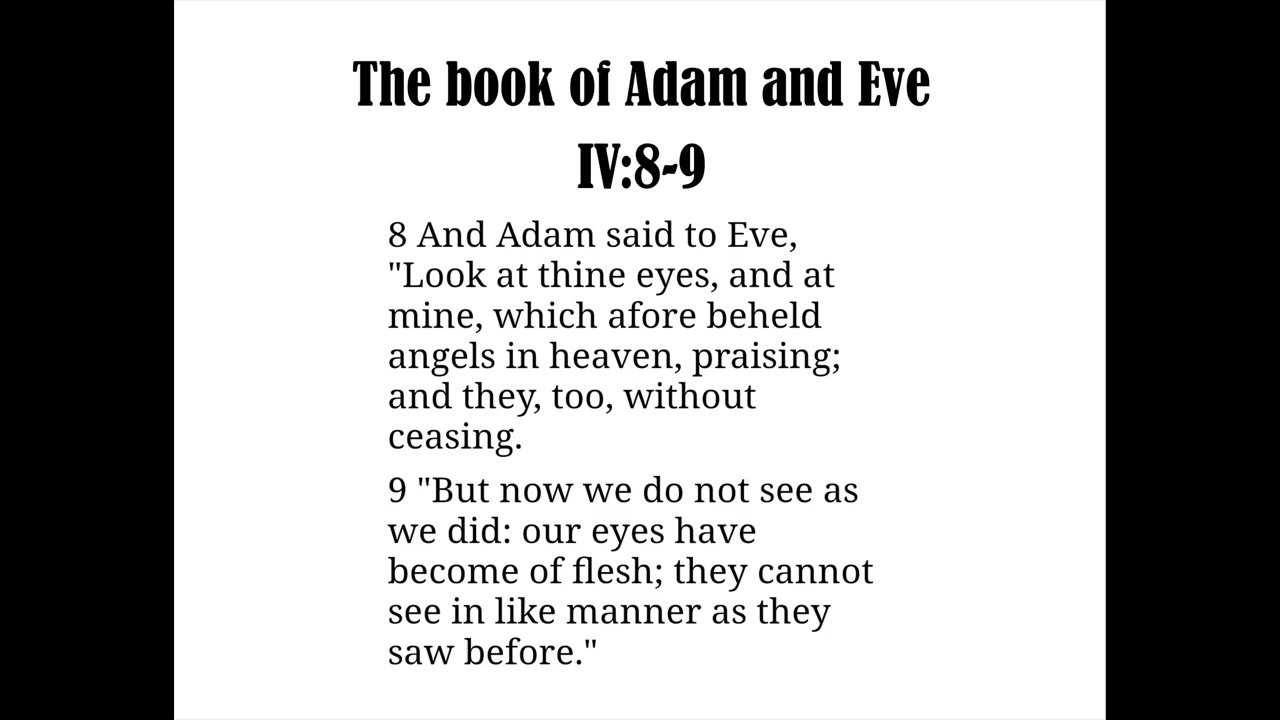 The book of Adam and Eve
IV:8-9
8 And Adam said to Eve,
"Look at thine eyes, and at
mine, which afore beheld
angels in heaven, praising;
and they, too, without
ceasing.
9 "But now we do not see as
we did: our eyes have
become of flesh; they cannot
see in like manner as they
saw before."